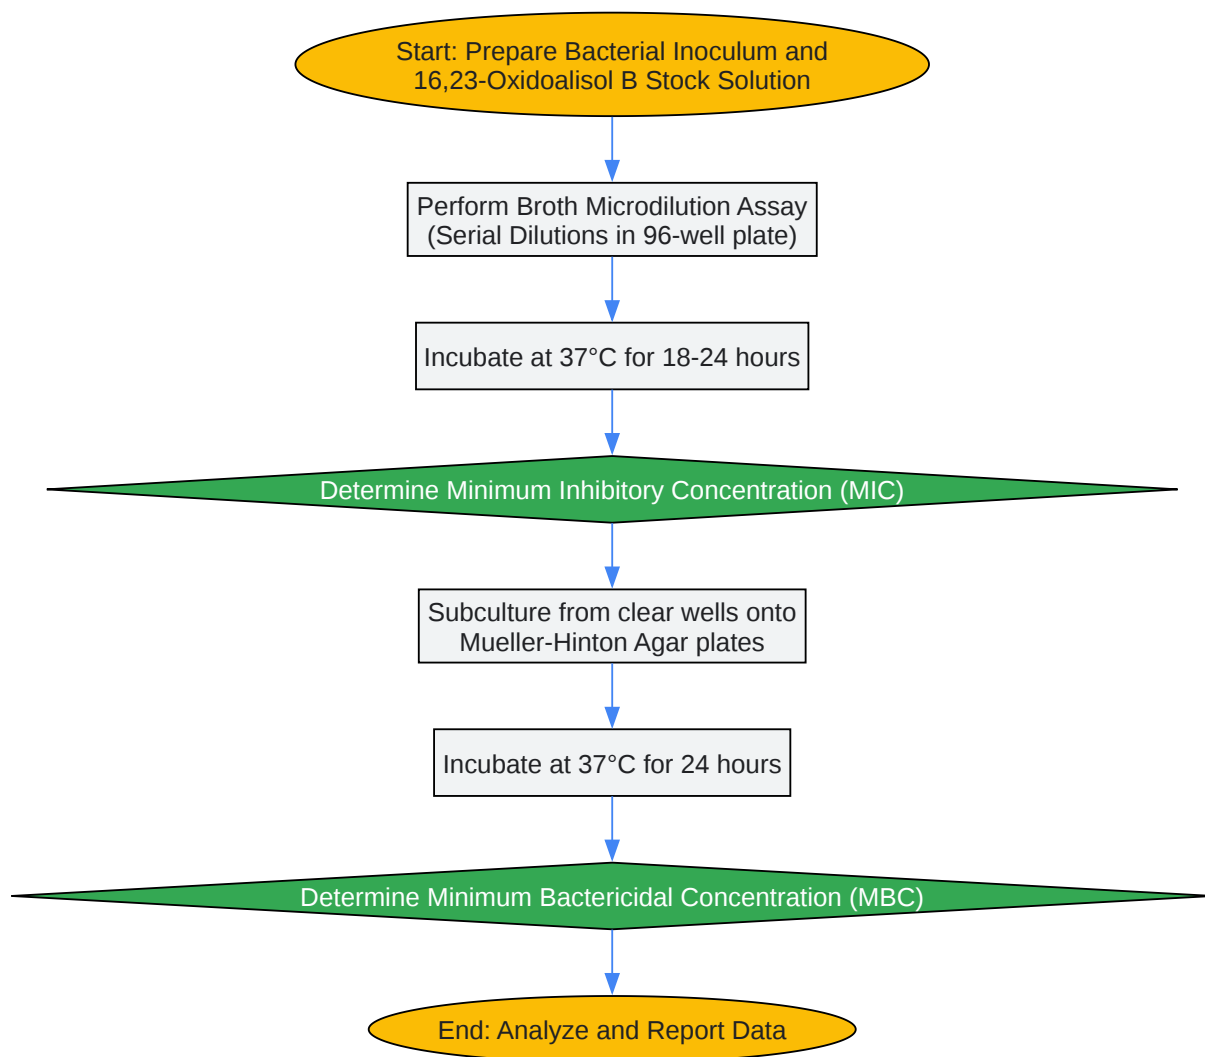 Start: Prepare Bacterial Inoculum and
16,23-Oxidoalisol B Stock Solution
Perform Broth Microdilution Assay
(Serial Dilutions in 96-well plate)
Incubate at 37°C for 18-24 hours
Determine Minimum Inhibitory Concentration (MIC)
Subculture from clear wells onto
Mueller-Hinton Agar plates
Incubate at 37°C for 24 hours
Determine Minimum Bactericidal Concentration (MBC)
End: Analyze and Report Data